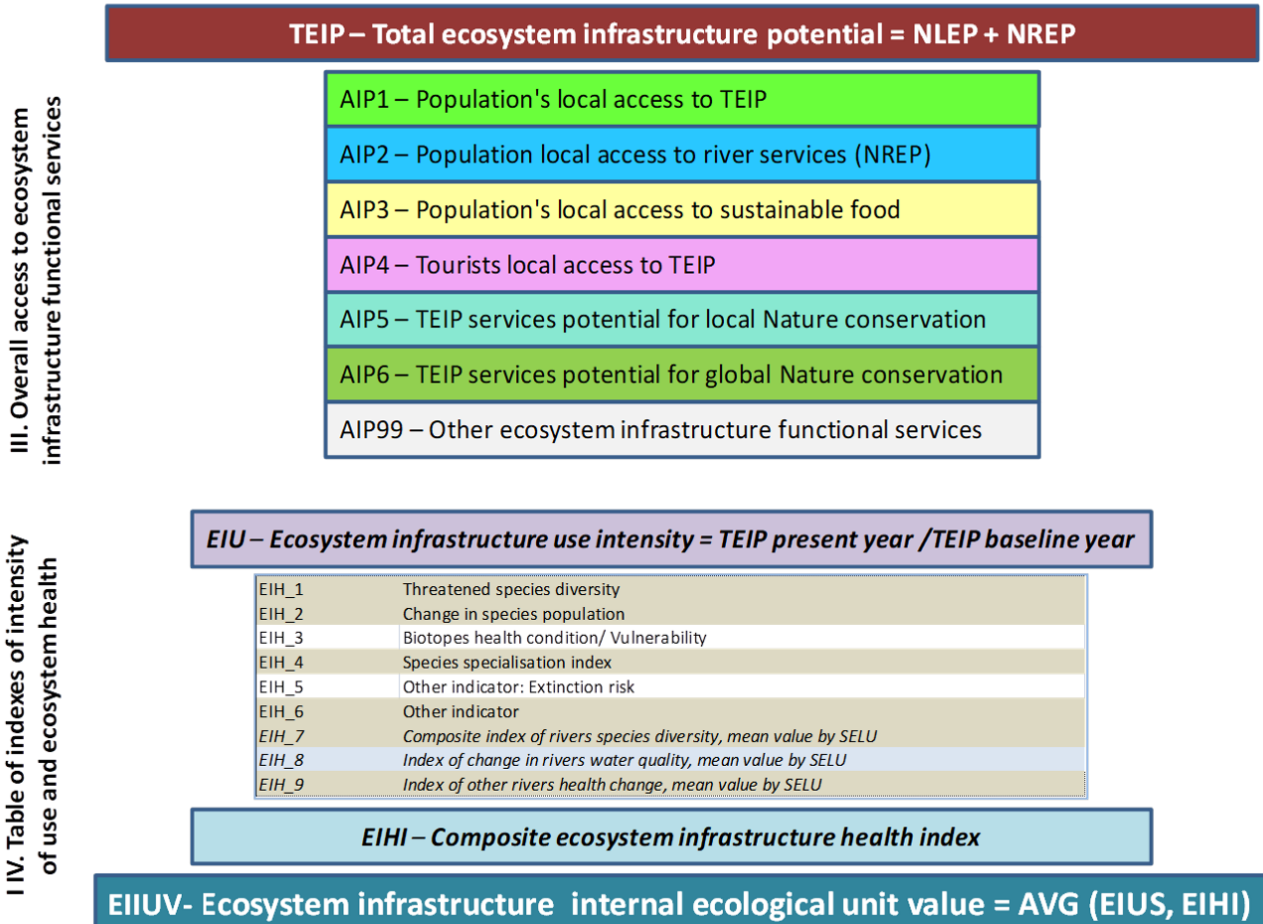 TEIP – Total ecosystem infrastructure potential = NLEP + NREP
III. Overall access to ecosystem
infrastructure functional services
AIP1 – Population's local access to TEIP
AIP2 – Population local access to river services (NREP)
AIP3 – Population's local access to sustainable food
AIP4 – Tourists local access to TEIP
AIP5 – TEIP services potential for local Nature conservation
AIP6 – TEIP services potential for global Nature conservation
AIP99 – Other ecosystem infrastructure functional services
I IV. Table of indexes of intensity
of use and ecosystem health
EIU – Ecosystem infrastructure use intensity = TEIP present year /TEIP baseline year
EIH_1 Threatened species diversity
EIH_2 Change in species population
EIH_3 Biotopes health condition/ Vulnerability
EIH_4 Species specialisation index
EIH_5 Other indicator: Extinction risk
EIH_6 Other indicator
EIH_7 Composite index of rivers species diversity, mean value by SELU
EIH_8 Index of change in rivers water quality, mean value by SELU
EIH_9 Index of other rivers health change, mean value by SELU
EIHI – Composite ecosystem infrastructure health index
EIIUV- Ecosystem infrastructure internal ecological unit value = AVG (EIUS, EIHI)